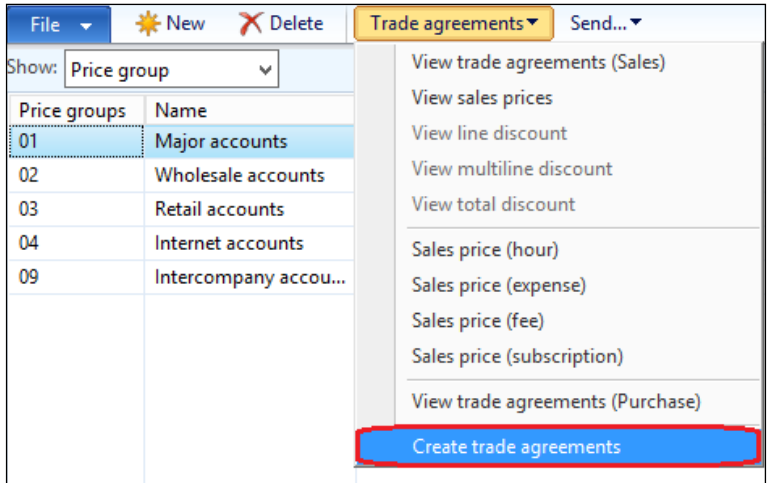 File New Delete Trade agreements Send...
Show: Price group
Price groups Name
01 Major accounts
02 Wholesale accounts
03 Retail accounts
04 Internet accounts
09 Intercompany accou...
View trade agreements (Sales)
View sales prices
View line discount
View multiline discount
View total discount
Sales price (hour)
Sales price (expense)
Sales price (fee)
Sales price (subscription)
View trade agreements (Purchase)
Create trade agreements